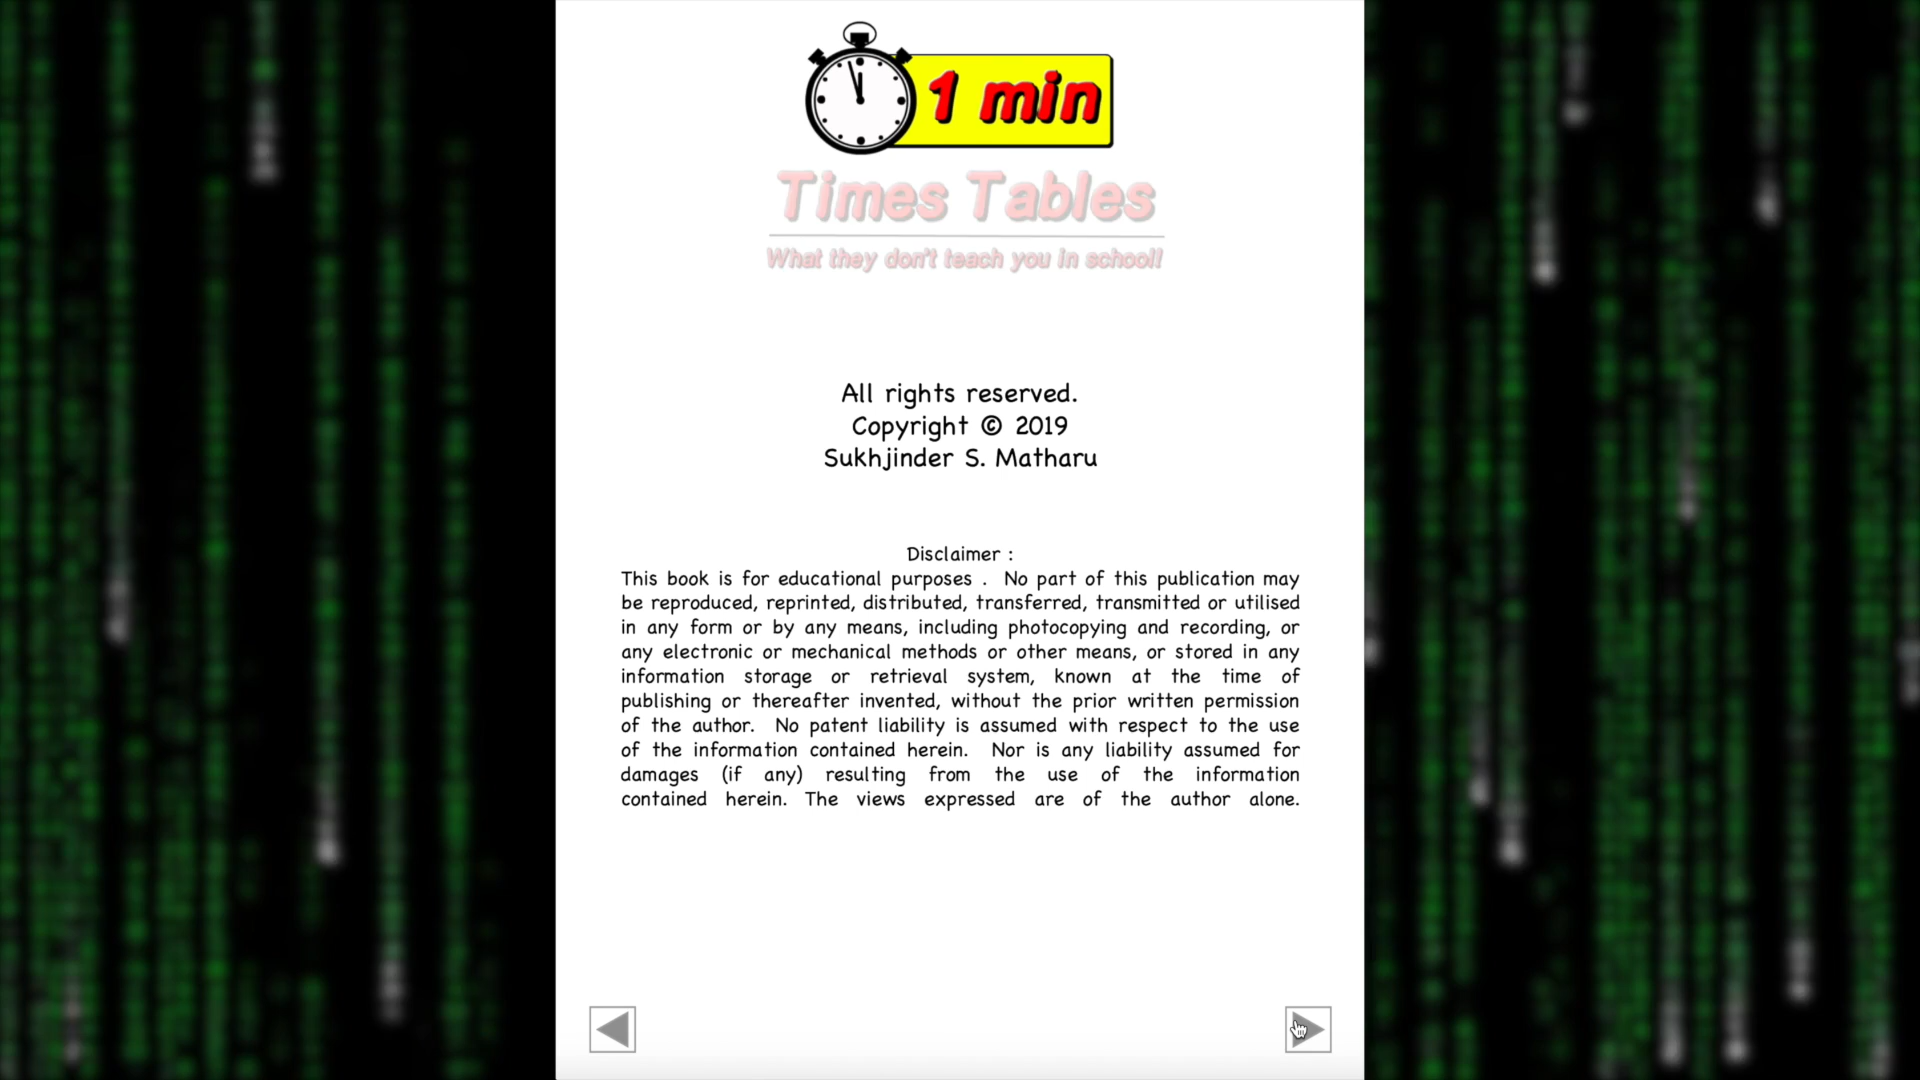 1 min
Times Tables
What they don't teach you in school!
All rights reserved.
Copyright © 2019
Sukhjinder S. Matharu
Disclaimer :
This book is for educational purposes . No part of this publication may
be reproduced, reprinted, distributed, transferred, transmitted or utilised
in any form or by any means, including photocopying and recording, or
any electronic or mechanical methods or other means, or stored in any
information storage or retrieval system, known at the time of
publishing or thereafter invented, without the prior written permission
of the author. No patent liability is assumed with respect to the use
of the information contained herein. Nor is any liability assumed for
damages (if any) resulting from the use of the information
contained herein. The views expressed are of the author alone.